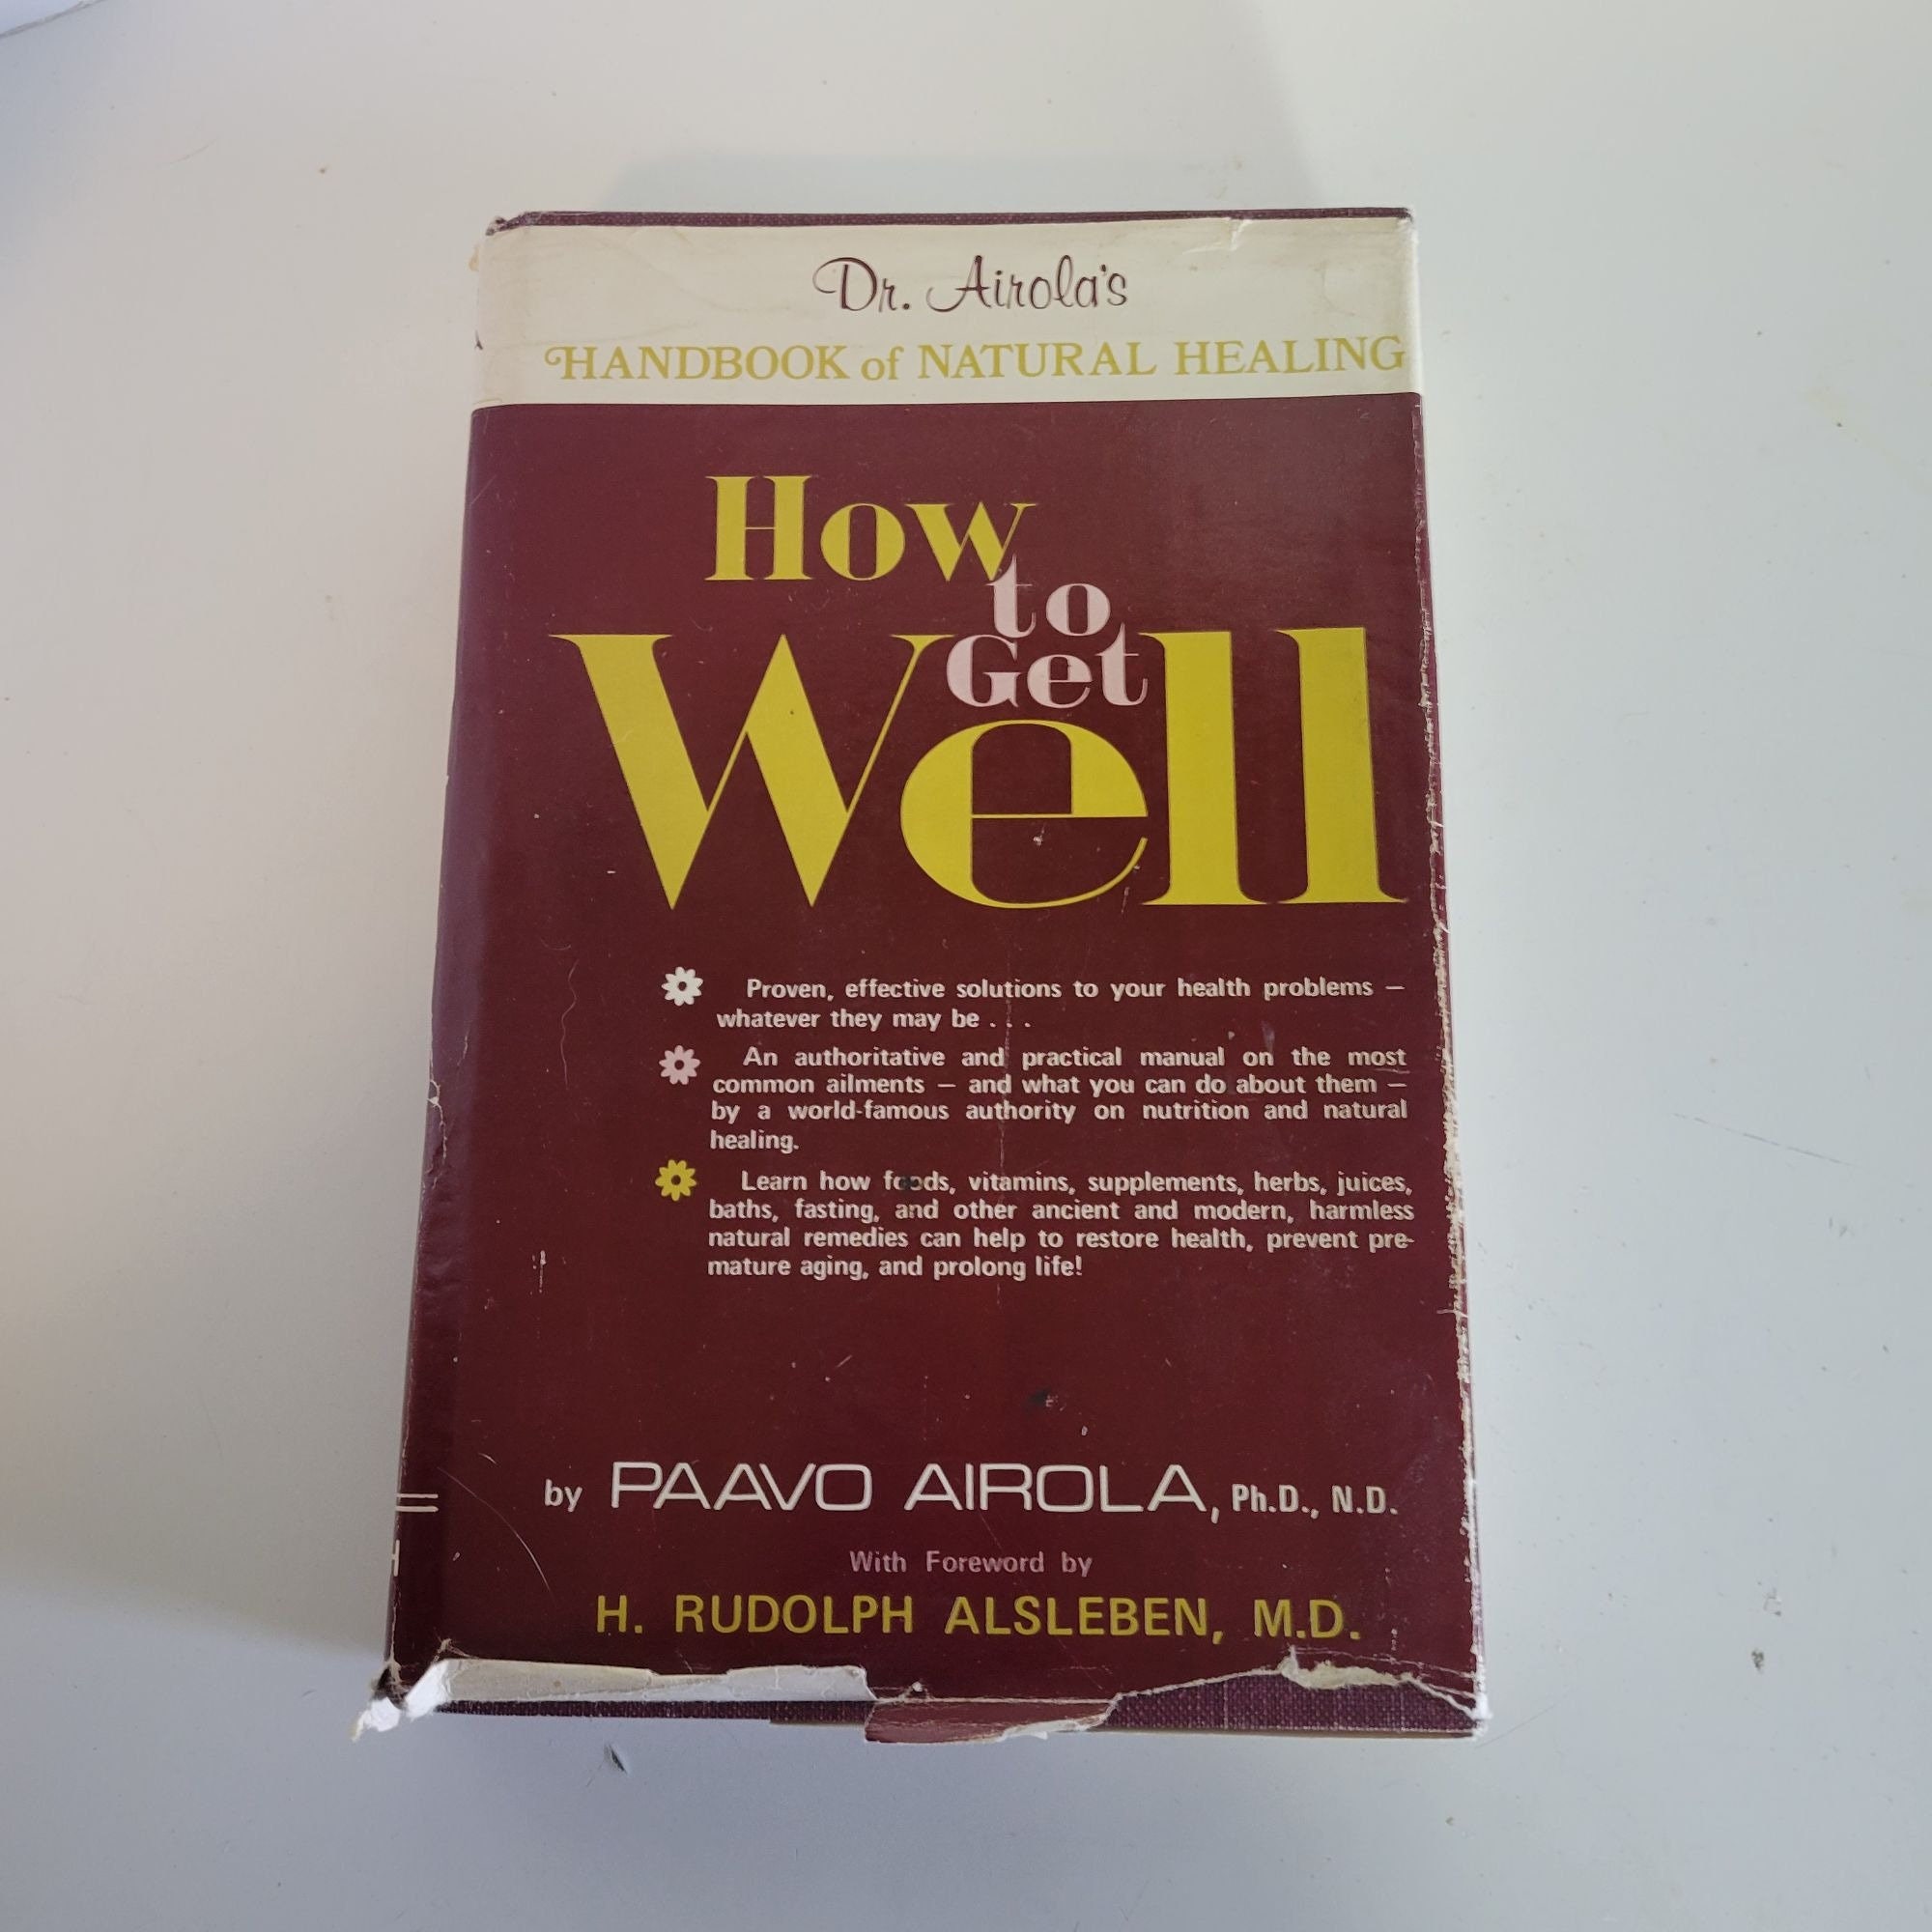 Dr. Airola's
HANDBOOK of NATURAL HEALING
How
to
Get
Well
Proven, effective solutions to your health problems —
whatever they may be . . .
An authoritative and practical manual on the most
common ailments — and what you can do about them —
by a world-famous authority on nutrition and natural
healing.
Learn how foods, vitamins, supplements, herbs, juices,
baths, fasting, and other ancient and modern, harmless
natural remedies can help to restore health, prevent pre-
mature aging, and prolong life!
by PAAVO AIROLA, Ph.D., N.D.
With Foreword by
H. RUDOLPH ALSLEBEN, M.D.